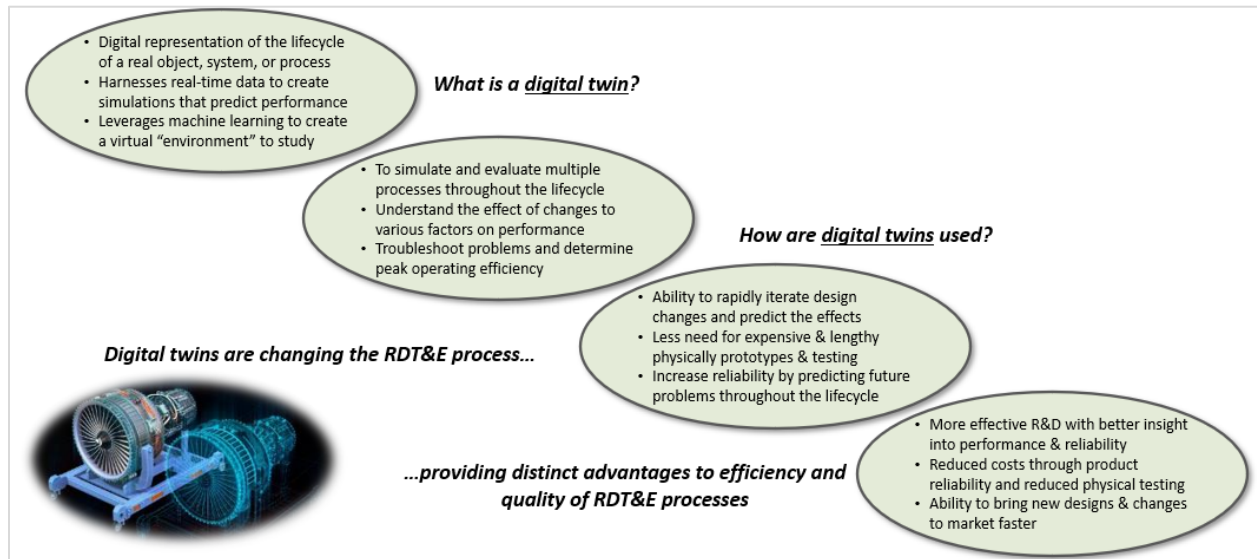 • Digital representation of the lifecycle
of a real object, system, or process
• Harnesses real-time data to create
simulations that predict performance
• Leverages machine learning to create
a virtual “environment” to study
What is a digital twin?
• To simulate and evaluate multiple
processes throughout the lifecycle
• Understand the effect of changes to
various factors on performance
• Troubleshoot problems and determine
peak operating efficiency
How are digital twins used?
• Ability to rapidly iterate design
changes and predict the effects
• Less need for expensive & lengthy
physically prototypes & testing
• Increase reliability by predicting future
problems throughout the lifecycle
Digital twins are changing the RDT&E process...
• More effective R&D with better insight
into performance & reliability
• Reduced costs through product
reliability and reduced physical testing
• Ability to bring new designs & changes
to market faster
...providing distinct advantages to efficiency and
quality of RDT&E processes